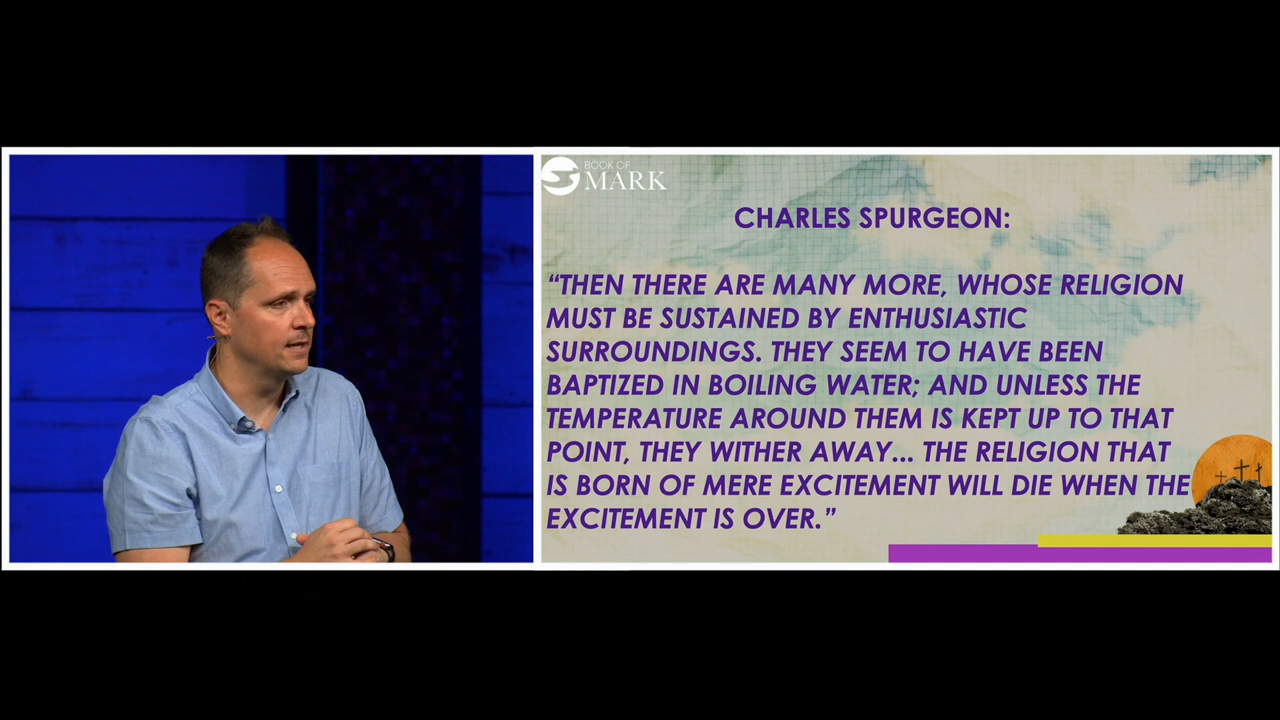 BOOK OF
MARK
CHARLES SPURGEON:
“THEN THERE ARE MANY MORE, WHOSE RELIGION
MUST BE SUSTAINED BY ENTHUSIASTIC
SURROUNDINGS. THEY SEEM TO HAVE BEEN
BAPTIZED IN BOILING WATER; AND UNLESS THE
TEMPERATURE AROUND THEM IS KEPT UP TO THAT
POINT, THEY WITHER AWAY... THE RELIGION THAT
IS BORN OF MERE EXCITEMENT WILL DIE WHEN THE
EXCITEMENT IS OVER.”